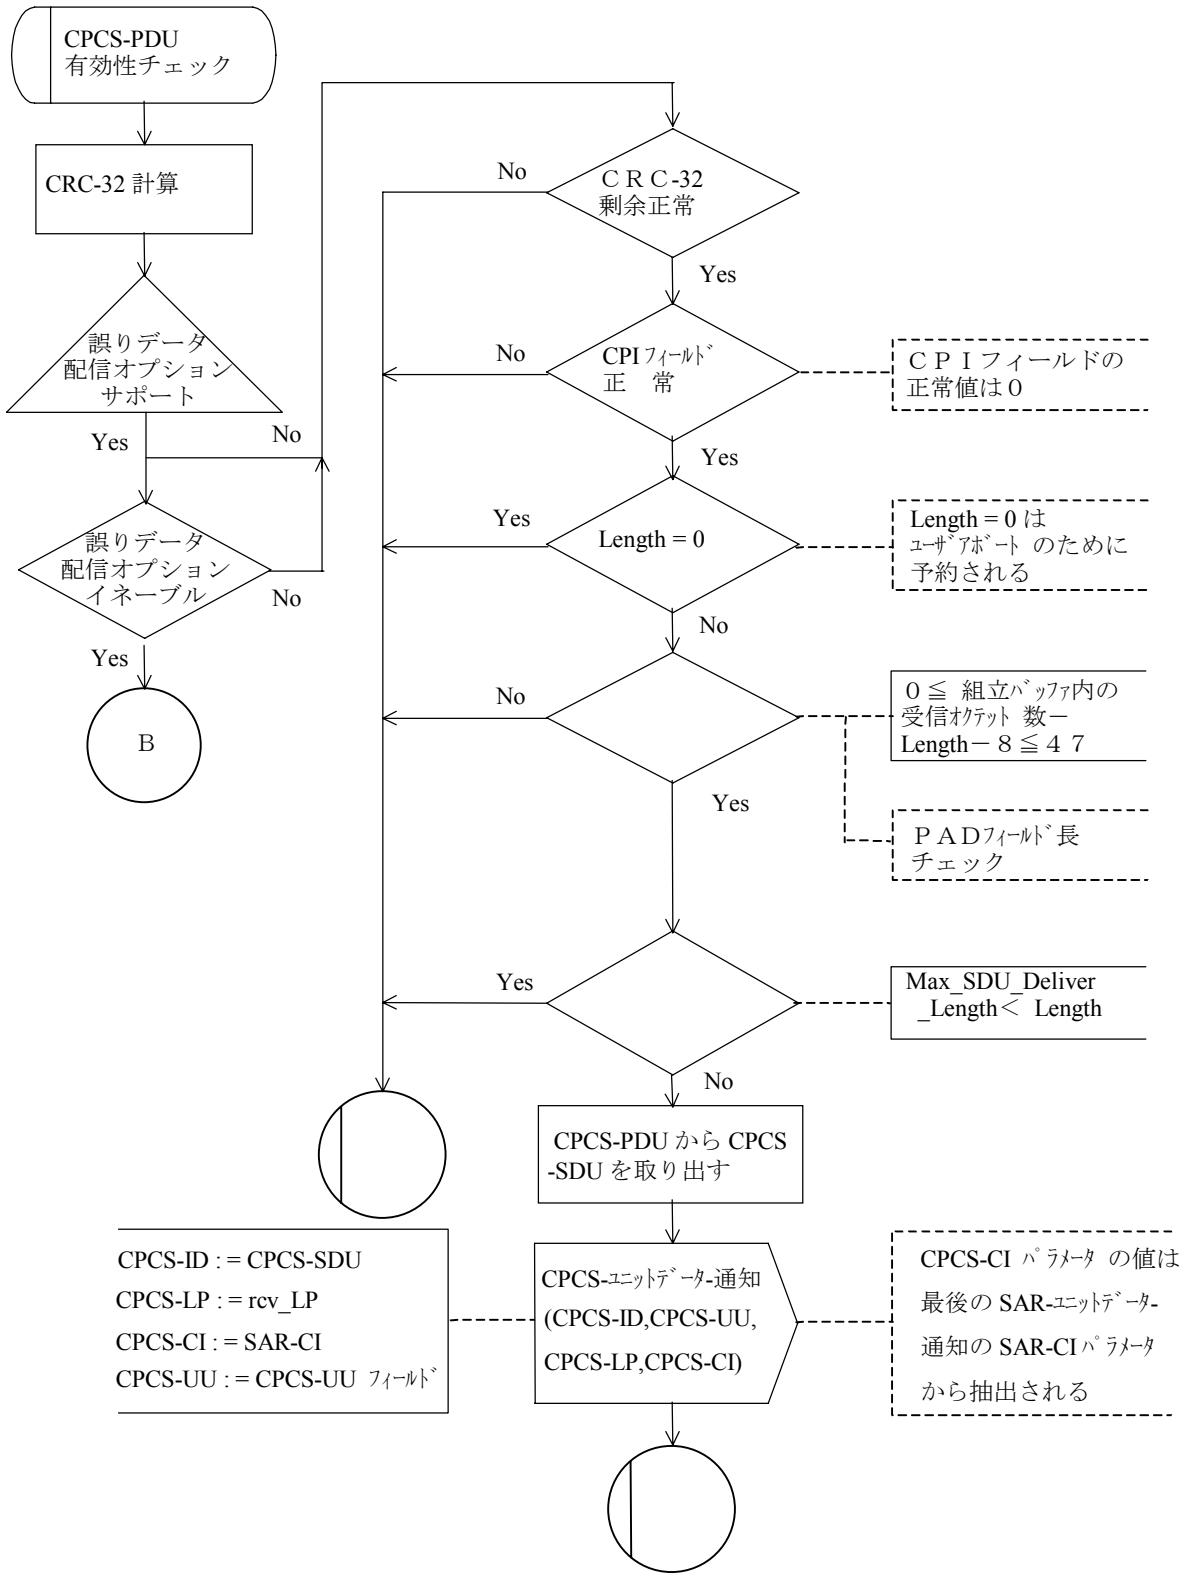 CPCS-PDU
有効性チェック
CRC-32 計算
誤りデータ
配信オプション
サポート
Yes
No
誤りデータ
配信オプション
イネーブル
No
Yes
B
ＣＲＣ-32
剰余正常
No
Yes
CPIﾌｨｰﾙﾄﾞ
正　常
No
Yes
ＣＰＩフィールドの
正常値は０
Length = 0
Yes
No
Length = 0 は
ﾕｰｻﾞｱﾎﾞｰﾄ のために
予約される
No
Yes
０≦ 組立ﾊﾞｯﾌｧ内の
受信ｵｸﾃｯﾄ 数－
Length－８≦４７
ＰＡＤﾌｨｰﾙﾄﾞ長
チェック
Yes
No
Max_SDU_Deliver
_Length＜ Length
CPCS-PDU から CPCS
-SDU を取り出す
CPCS-ID : = CPCS-SDU
CPCS-LP : = rcv_LP
CPCS-CI : = SAR-CI
CPCS-UU : = CPCS-UU ﾌｨｰﾙﾄﾞ
CPCS-ﾕﾆｯﾄﾃﾞｰﾀ-通知
(CPCS-ID,CPCS-UU,
CPCS-LP,CPCS-CI)
CPCS-CI ﾊﾟﾗﾒｰﾀ の値は
最後の SAR-ﾕﾆｯﾄﾃﾞｰﾀ-
通知の SAR-CI ﾊﾟﾗﾒｰﾀ
から抽出される